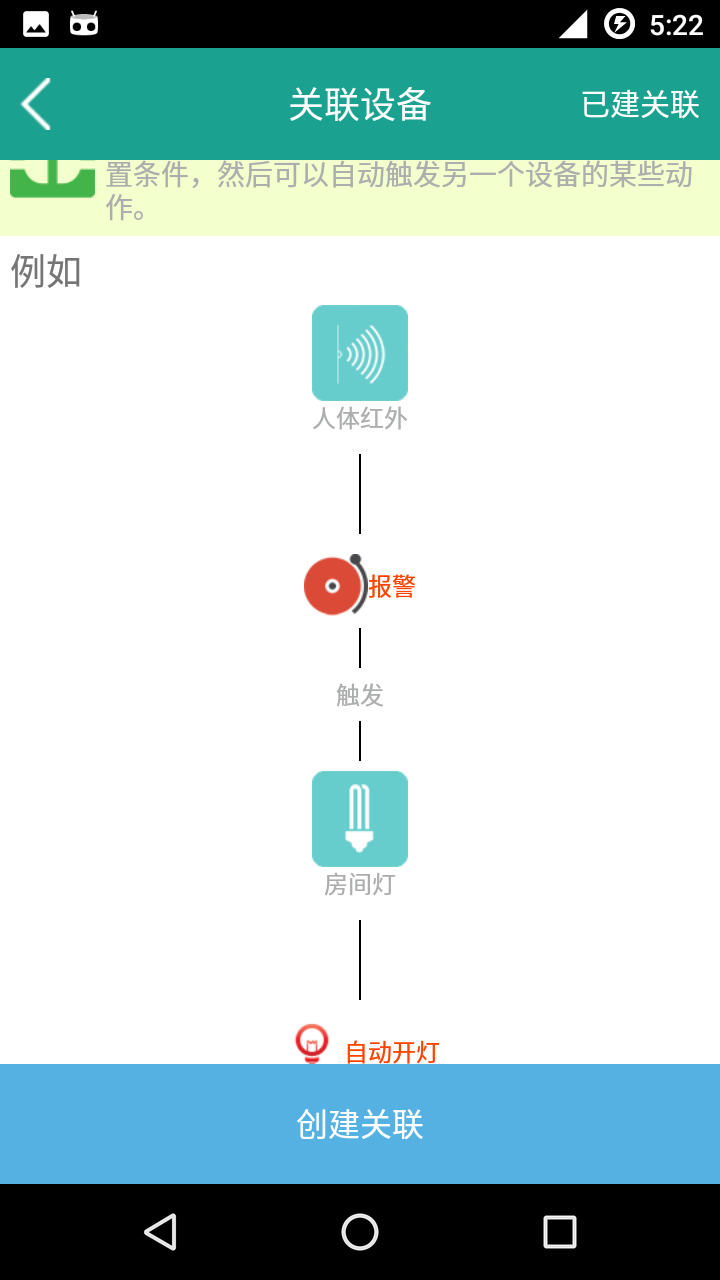 5:22
关联设备
已建关联
置条件，然后可以自动触发另一个设备的某些动
作。
例如
人体红外
报警
触发
房间灯
自动开灯
创建关联